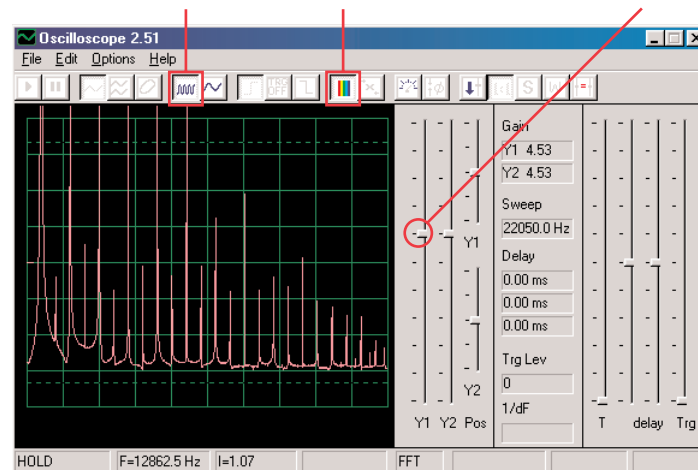 Oscilloscope 2.51
File Edit Options Help
TRG OFF
S
Gain
Y1 4.53
Y2 4.53
Sweep
22050.0 Hz
Y1
Delay
0.00 ms
0.00 ms
0.00 ms
Trg Lev
0
Y2
1/dF
Y1 Y2 Pos
T delay Trg
HOLD F=12862.5 Hz I=1.07 FFT